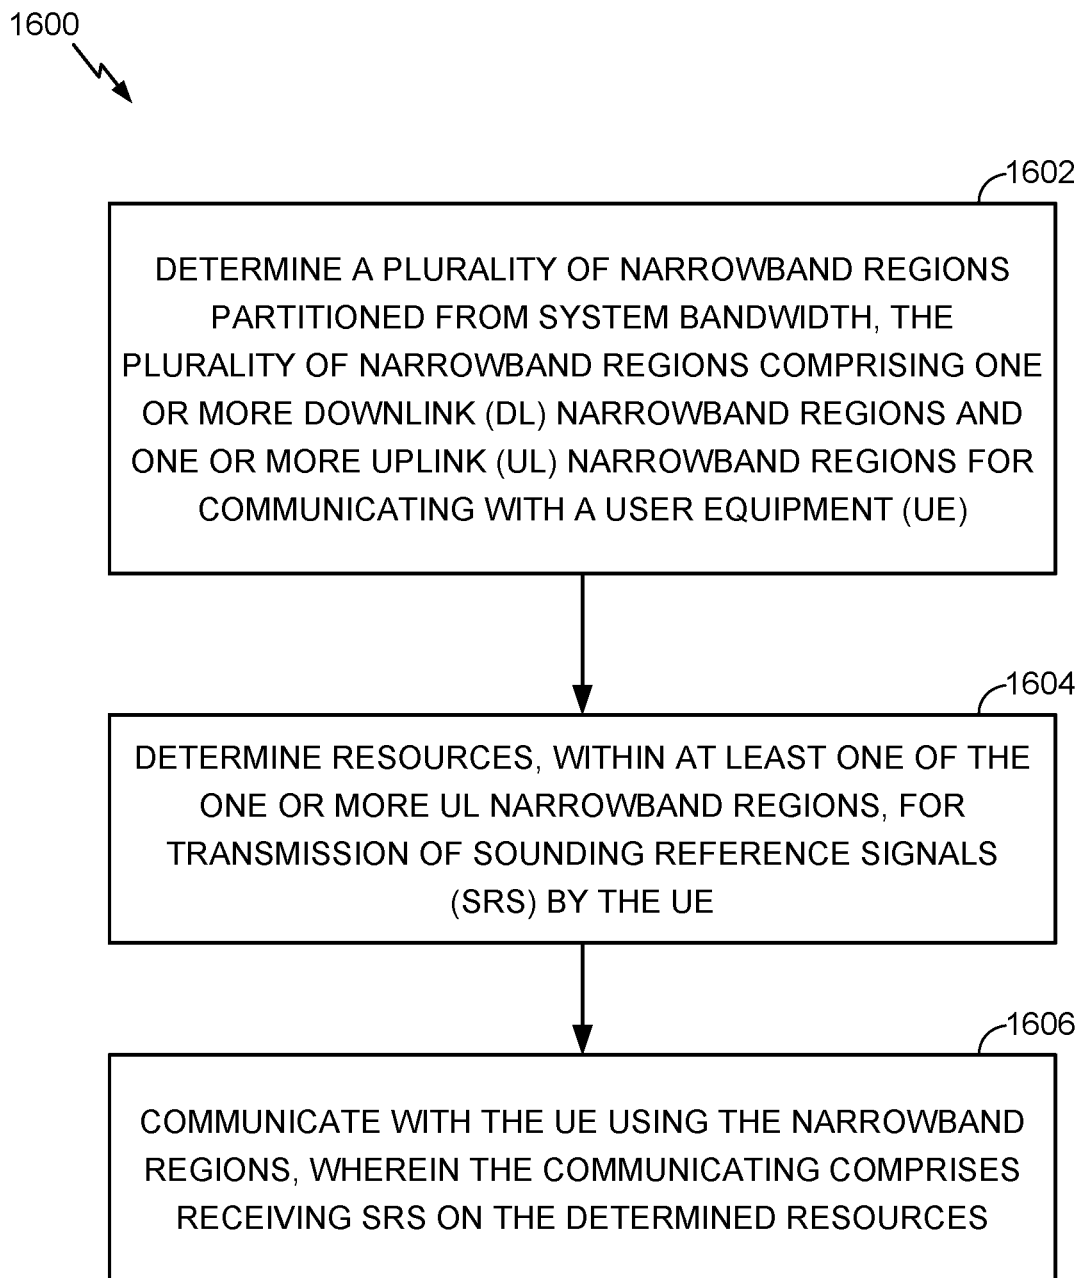 1600
1602
DETERMINE A PLURALITY OF NARROWBAND REGIONS
PARTITIONED FROM SYSTEM BANDWIDTH, THE
PLURALITY OF NARROWBAND REGIONS COMPRISING ONE
OR MORE DOWNLINK (DL) NARROWBAND REGIONS AND
ONE OR MORE UPLINK (UL) NARROWBAND REGIONS FOR
COMMUNICATING WITH A USER EQUIPMENT (UE)
1604
DETERMINE RESOURCES, WITHIN AT LEAST ONE OF THE
ONE OR MORE UL NARROWBAND REGIONS, FOR
TRANSMISSION OF SOUNDING REFERENCE SIGNALS
(SRS) BY THE UE
1606
COMMUNICATE WITH THE UE USING THE NARROWBAND
REGIONS, WHEREIN THE COMMUNICATING COMPRISES
RECEIVING SRS ON THE DETERMINED RESOURCES